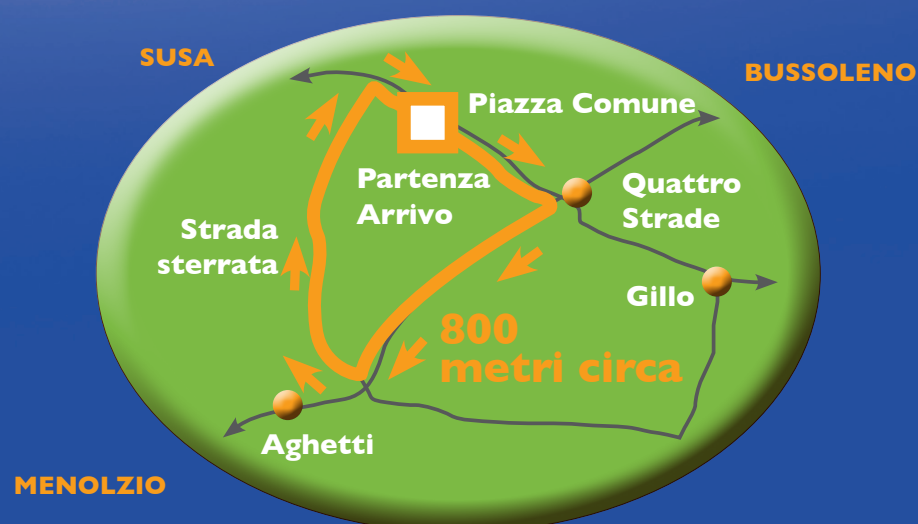 SUSA
BUSSOLENO
Piazza Comune
Partenza
Arrivo
Quattro
Strade
Strada
sterrata
Gillo
800
metri circa
Aghetti
MENOLZIO